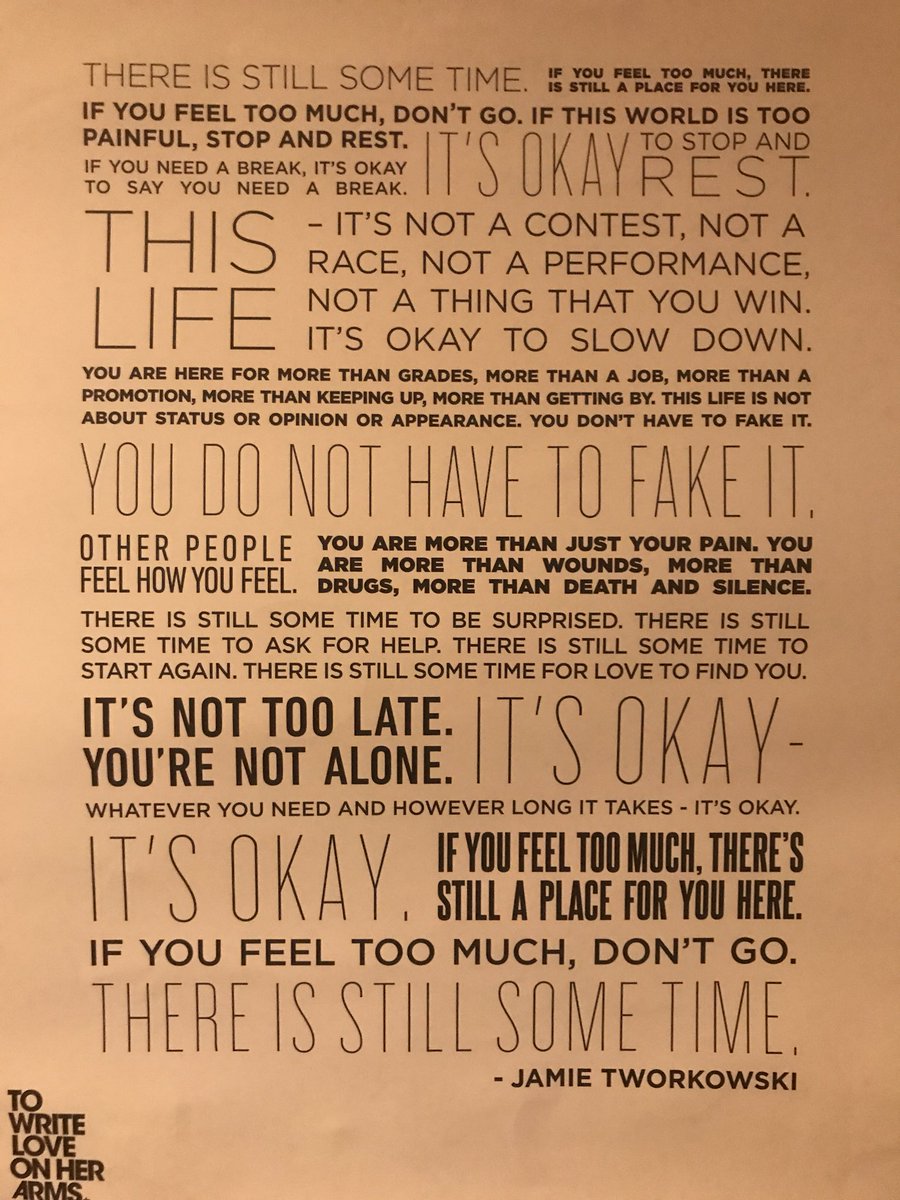 THERE IS STILL SOME TIME.
IF YOU FEEL TOO MUCH, THERE
IS STILL A PLACE FOR YOU HERE.
IF YOU FEEL TOO MUCH, DON'T GO. IF THIS WORLD IS TOO
PAINFUL, STOP AND REST.
IF YOU NEED A BREAK, IT'S OKAY
TO SAY YOU NEED A BREAK.
IT'S OKAY
TO STOP AND
REST.
THIS
LIFE
– IT'S NOT A CONTEST, NOT A
RACE, NOT A PERFORMANCE,
NOT A THING THAT YOU WIN.
IT'S OKAY TO SLOW DOWN.
YOU ARE HERE FOR MORE THAN GRADES, MORE THAN A JOB, MORE THAN A
PROMOTION, MORE THAN KEEPING UP, MORE THAN GETTING BY. THIS LIFE IS NOT
ABOUT STATUS OR OPINION OR APPEARANCE. YOU DON'T HAVE TO FAKE IT.
YOU DO NOT HAVE TO FAKE IT.
OTHER PEOPLE
FEEL HOW YOU FEEL.
YOU ARE MORE THAN JUST YOUR PAIN. YOU
ARE MORE THAN WOUNDS, MORE THAN
DRUGS, MORE THAN DEATH AND SILENCE.
THERE IS STILL SOME TIME TO BE SURPRISED. THERE IS STILL
SOME TIME TO ASK FOR HELP. THERE IS STILL SOME TIME TO
START AGAIN. THERE IS STILL SOME TIME FOR LOVE TO FIND YOU.
IT'S NOT TOO LATE.
YOU'RE NOT ALONE.
IT'S OKAY-
WHATEVER YOU NEED AND HOWEVER LONG IT TAKES - IT'S OKAY.
IT'S OKAY.
IF YOU FEEL TOO MUCH, THERE'S
STILL A PLACE FOR YOU HERE.
IF YOU FEEL TOO MUCH, DON'T GO.
THERE IS STILL SOME TIME.
- JAMIE TWORKOWSKI
TO
WRITE
LOVE
ON HER
ARMS.